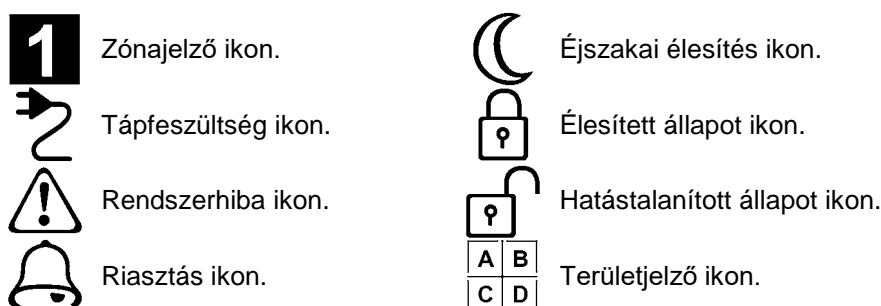 1 Zónajelző ikon.
Tápfeszültség ikon.
Rendszerhiba ikon.
Riasztás ikon.
Éjszakai élesítés ikon.
Élesített állapot ikon.
Hatástalanított állapot ikon.
A B
C D
Területjelző ikon.